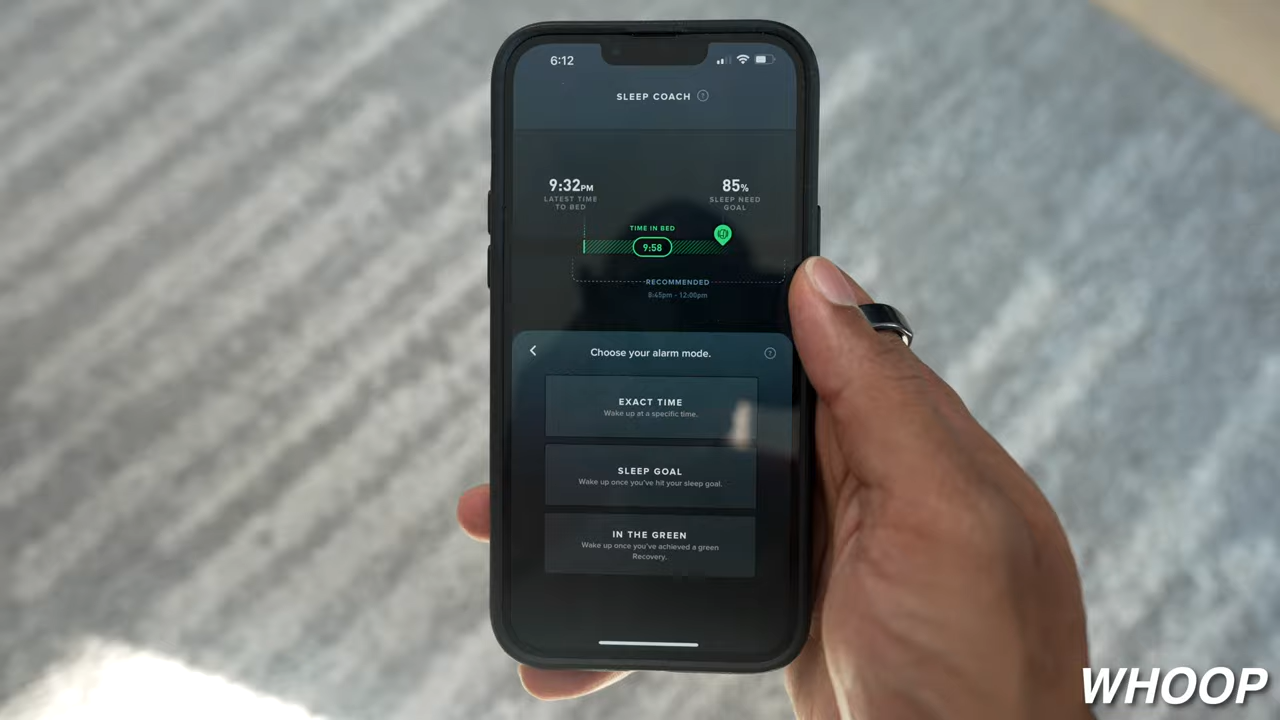 6:12
SLEEP COACH ?
9:32PM
LATEST TIME
TO BED
85%
SLEEP NEED
GOAL
TIME IN BED
9:58
RECOMMENDED
8:45pm - 12:00pm
Choose your alarm mode. ?
EXACT TIME
Wake up at a specific time.
SLEEP GOAL
Wake up once you've hit your sleep goal.
IN THE GREEN
Wake up once you've achieved a green
Recovery.
WHOOP